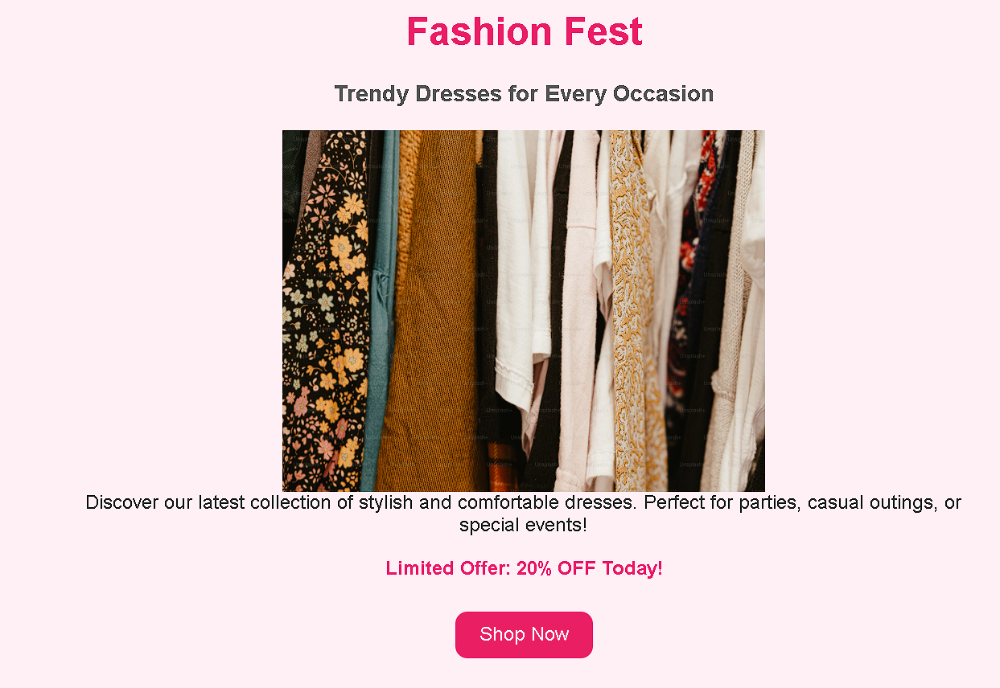 Fashion Fest
Trendy Dresses for Every Occasion
Discover our latest collection of stylish and comfortable dresses. Perfect for parties, casual outings, or
special events!
Limited Offer: 20% OFF Today!
Shop Now